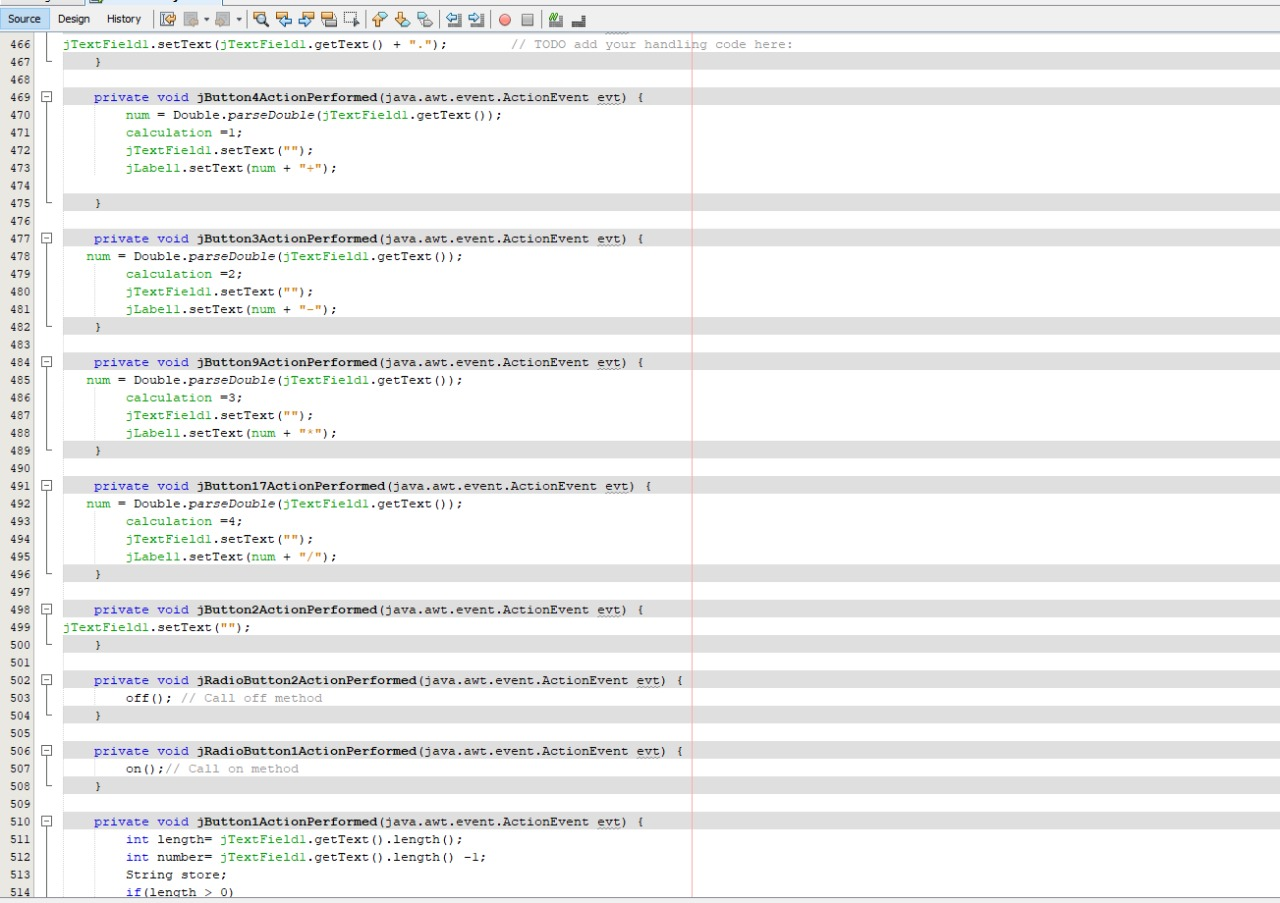 Source Design History
466 jTextField1.setText(jTextField1.getText() + "."); // TODO add your handling code here:
467 }
468
469 private void jButton4ActionPerformed(java.awt.event.ActionEvent evt) {
470 num = Double.parseDouble(jTextField1.getText());
471 calculation =1;
472 jTextField1.setText("");
473 jLabel1.setText(num + "+");
474
475 }
476
477 private void jButton3ActionPerformed(java.awt.event.ActionEvent evt) {
478 num = Double.parseDouble(jTextField1.getText());
479 calculation =2;
480 jTextField1.setText("");
481 jLabel1.setText(num + "-");
482 }
483
484 private void jButton9ActionPerformed(java.awt.event.ActionEvent evt) {
485 num = Double.parseDouble(jTextField1.getText());
486 calculation =3;
487 jTextField1.setText("");
488 jLabel1.setText(num + "*");
489 }
490
491 private void jButton17ActionPerformed(java.awt.event.ActionEvent evt) {
492 num = Double.parseDouble(jTextField1.getText());
493 calculation =4;
494 jTextField1.setText("");
495 jLabel1.setText(num + "/");
496 }
497
498 private void jButton2ActionPerformed(java.awt.event.ActionEvent evt) {
499 jTextField1.setText("");
500 }
501
502 private void jRadioButton2ActionPerformed(java.awt.event.ActionEvent evt) {
503 off(); // Call off method
504 }
505
506 private void jRadioButton1ActionPerformed(java.awt.event.ActionEvent evt) {
507 on();// Call on method
508 }
509
510 private void jButton1ActionPerformed(java.awt.event.ActionEvent evt) {
511 int length= jTextField1.getText().length();
512 int number= jTextField1.getText().length() -1;
513 String store;
514 if(length > 0)